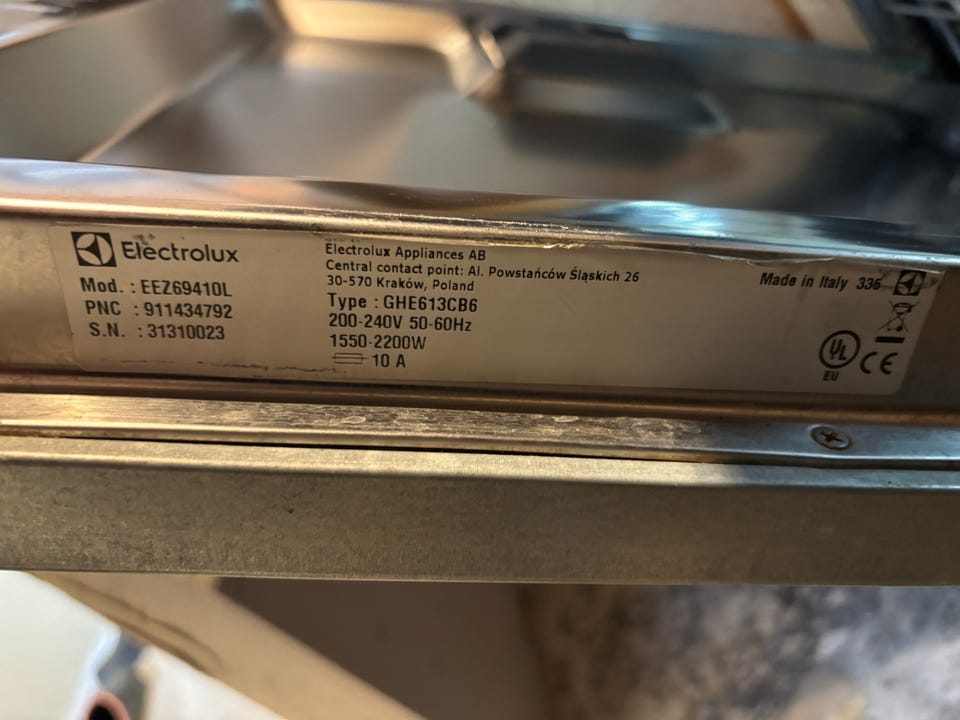 Electrolux
Mod. : EEZ69410L
PNC : 911434792
S.N. : 31310023
Electrolux Appliances AB
Central contact point: Al. Powstańców Śląskich 26
30-570 Kraków, Poland
Type : GHE613CB6
200-240V 50-60Hz
1550-2200W
10 A
Made in Italy 335
UL
EU
CE